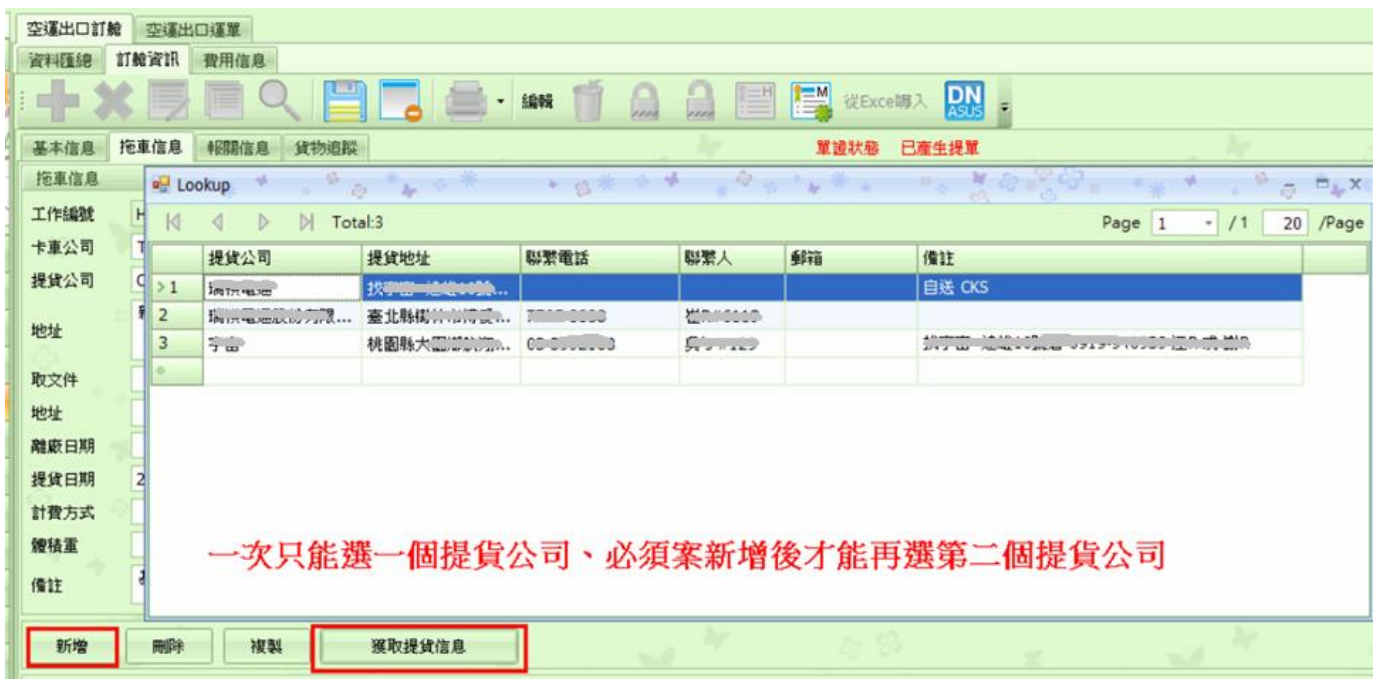 空運出口訂艙 空運出口運單
資料匯總 訂艙資訊 費用信息
編輯 H M 從Exce導入 DN ASUS
基本信息 拖車信息 報關信息 貨物追蹤 單證狀態 已產生提單
拖車信息
Lookup
Total:3 Page 1 / 1 20 /Page
提貨公司 提貨地址 聯繫電話 聯繫人 郵箱 備註
1 自送 CKS
2 臺北縣
3 桃園縣大
工作編號 H
卡車公司 T
提貨公司 C
地址
取文件
地址
離廠日期
提貨日期 2
計費方式
體積重
備註
一次只能選一個提貨公司、必須案新增後才能再選第二個提貨公司
新增 刪除 複製 獲取提貨信息